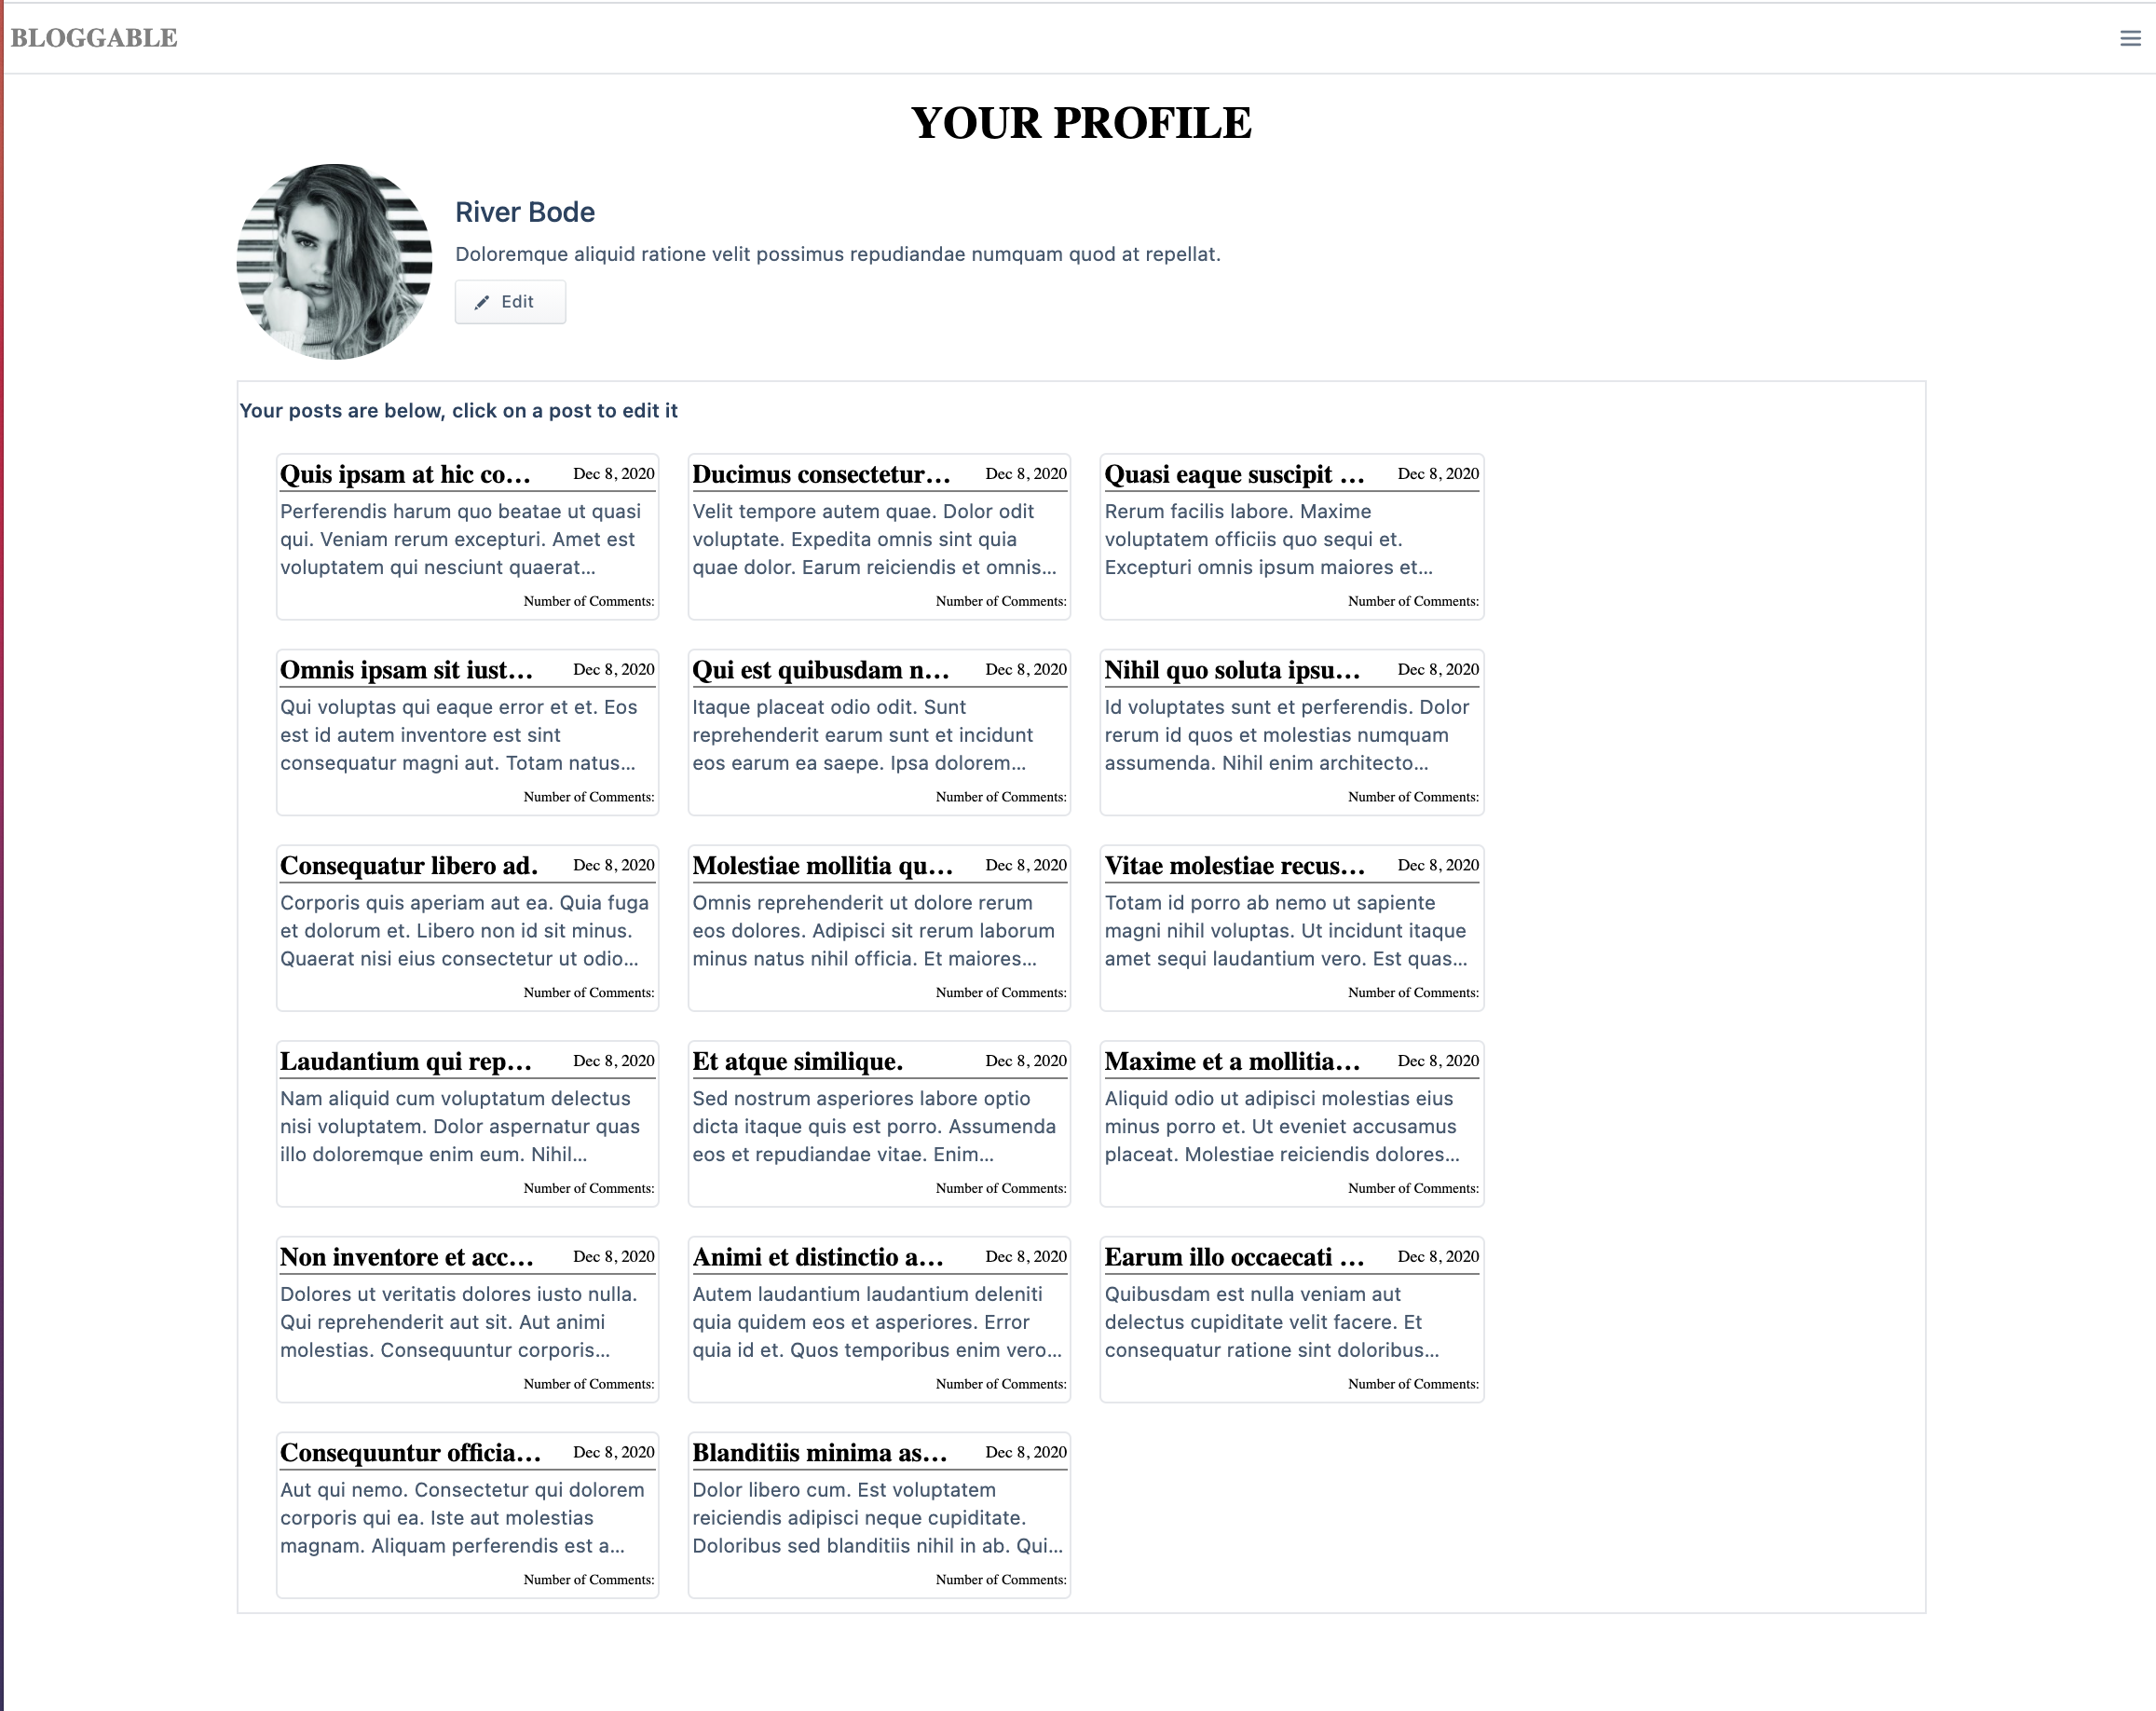 BLOGGABLE
YOUR PROFILE
River Bode
Doloremque aliquid ratione velit possimus repudiandae numquam quod at repellat.
Edit
Your posts are below, click on a post to edit it
Quis ipsam at hic co... Dec 8, 2020
Perferendis harum quo beatae ut quasi
qui. Veniam rerum excepturi. Amet est
voluptatem qui nesciunt quaerat...
Number of Comments:
Ducimus consectetur... Dec 8, 2020
Velit tempore autem quae. Dolor odit
voluptate. Expedita omnis sint quia
quae dolor. Earum reiciendis et omnis...
Number of Comments:
Quasi eaque suscipit ... Dec 8, 2020
Rerum facilis labore. Maxime
voluptatem officiis quo sequi et.
Excepturi omnis ipsum maiores et...
Number of Comments:
Omnis ipsam sit iust... Dec 8, 2020
Qui voluptas qui eaque error et et. Eos
est id autem inventore est sint
consequatur magni aut. Totam natus...
Number of Comments:
Qui est quibusdam n... Dec 8, 2020
Itaque placeat odio odit. Sunt
reprehenderit earum sunt et incidunt
eos earum ea saepe. Ipsa dolorem...
Number of Comments:
Nihil quo soluta ipsu... Dec 8, 2020
Id voluptates sunt et perferendis. Dolor
rerum id quos et molestias numquam
assumenda. Nihil enim architecto...
Number of Comments:
Consequatur libero ad. Dec 8, 2020
Corporis quis aperiam aut ea. Quia fuga
et dolorum et. Libero non id sit minus.
Quaerat nisi eius consectetur ut odio...
Number of Comments:
Molestiae mollitia qu... Dec 8, 2020
Omnis reprehenderit ut dolore rerum
eos dolores. Adipisci sit rerum laborum
minus natus nihil officia. Et maiores...
Number of Comments:
Vitae molestiae recus... Dec 8, 2020
Totam id porro ab nemo ut sapiente
magni nihil voluptas. Ut incidunt itaque
amet sequi laudantium vero. Est quas...
Number of Comments:
Laudantium qui rep... Dec 8, 2020
Nam aliquid cum voluptatum delectus
nisi voluptatem. Dolor aspernatur quas
illo doloremque enim eum. Nihil...
Number of Comments:
Et atque similique. Dec 8, 2020
Sed nostrum asperiores labore optio
dicta itaque quis est porro. Assumenda
eos et repudiandae vitae. Enim...
Number of Comments:
Maxime et a mollitia... Dec 8, 2020
Aliquid odio ut adipisci molestias eius
minus porro et. Ut eveniet accusamus
placeat. Molestiae reiciendis dolores...
Number of Comments:
Non inventore et acc... Dec 8, 2020
Dolores ut veritatis dolores iusto nulla.
Qui reprehenderit aut sit. Aut animi
molestias. Consequuntur corporis...
Number of Comments:
Animi et distinctio a... Dec 8, 2020
Autem laudantium laudantium deleniti
quia quidem eos et asperiores. Error
quia id et. Quos temporibus enim vero...
Number of Comments:
Earum illo occaecati ... Dec 8, 2020
Quibusdam est nulla veniam aut
delectus cupiditate velit facere. Et
consequatur ratione sint doloribus...
Number of Comments:
Consequuntur officia... Dec 8, 2020
Aut qui nemo. Consectetur qui dolorem
corporis qui ea. Iste aut molestias
magnam. Aliquam perferendis est a...
Number of Comments:
Blanditiis minima as... Dec 8, 2020
Dolor libero cum. Est voluptatem
reiciendis adipisci neque cupiditate.
Doloribus sed blanditiis nihil in ab. Qui...
Number of Comments: